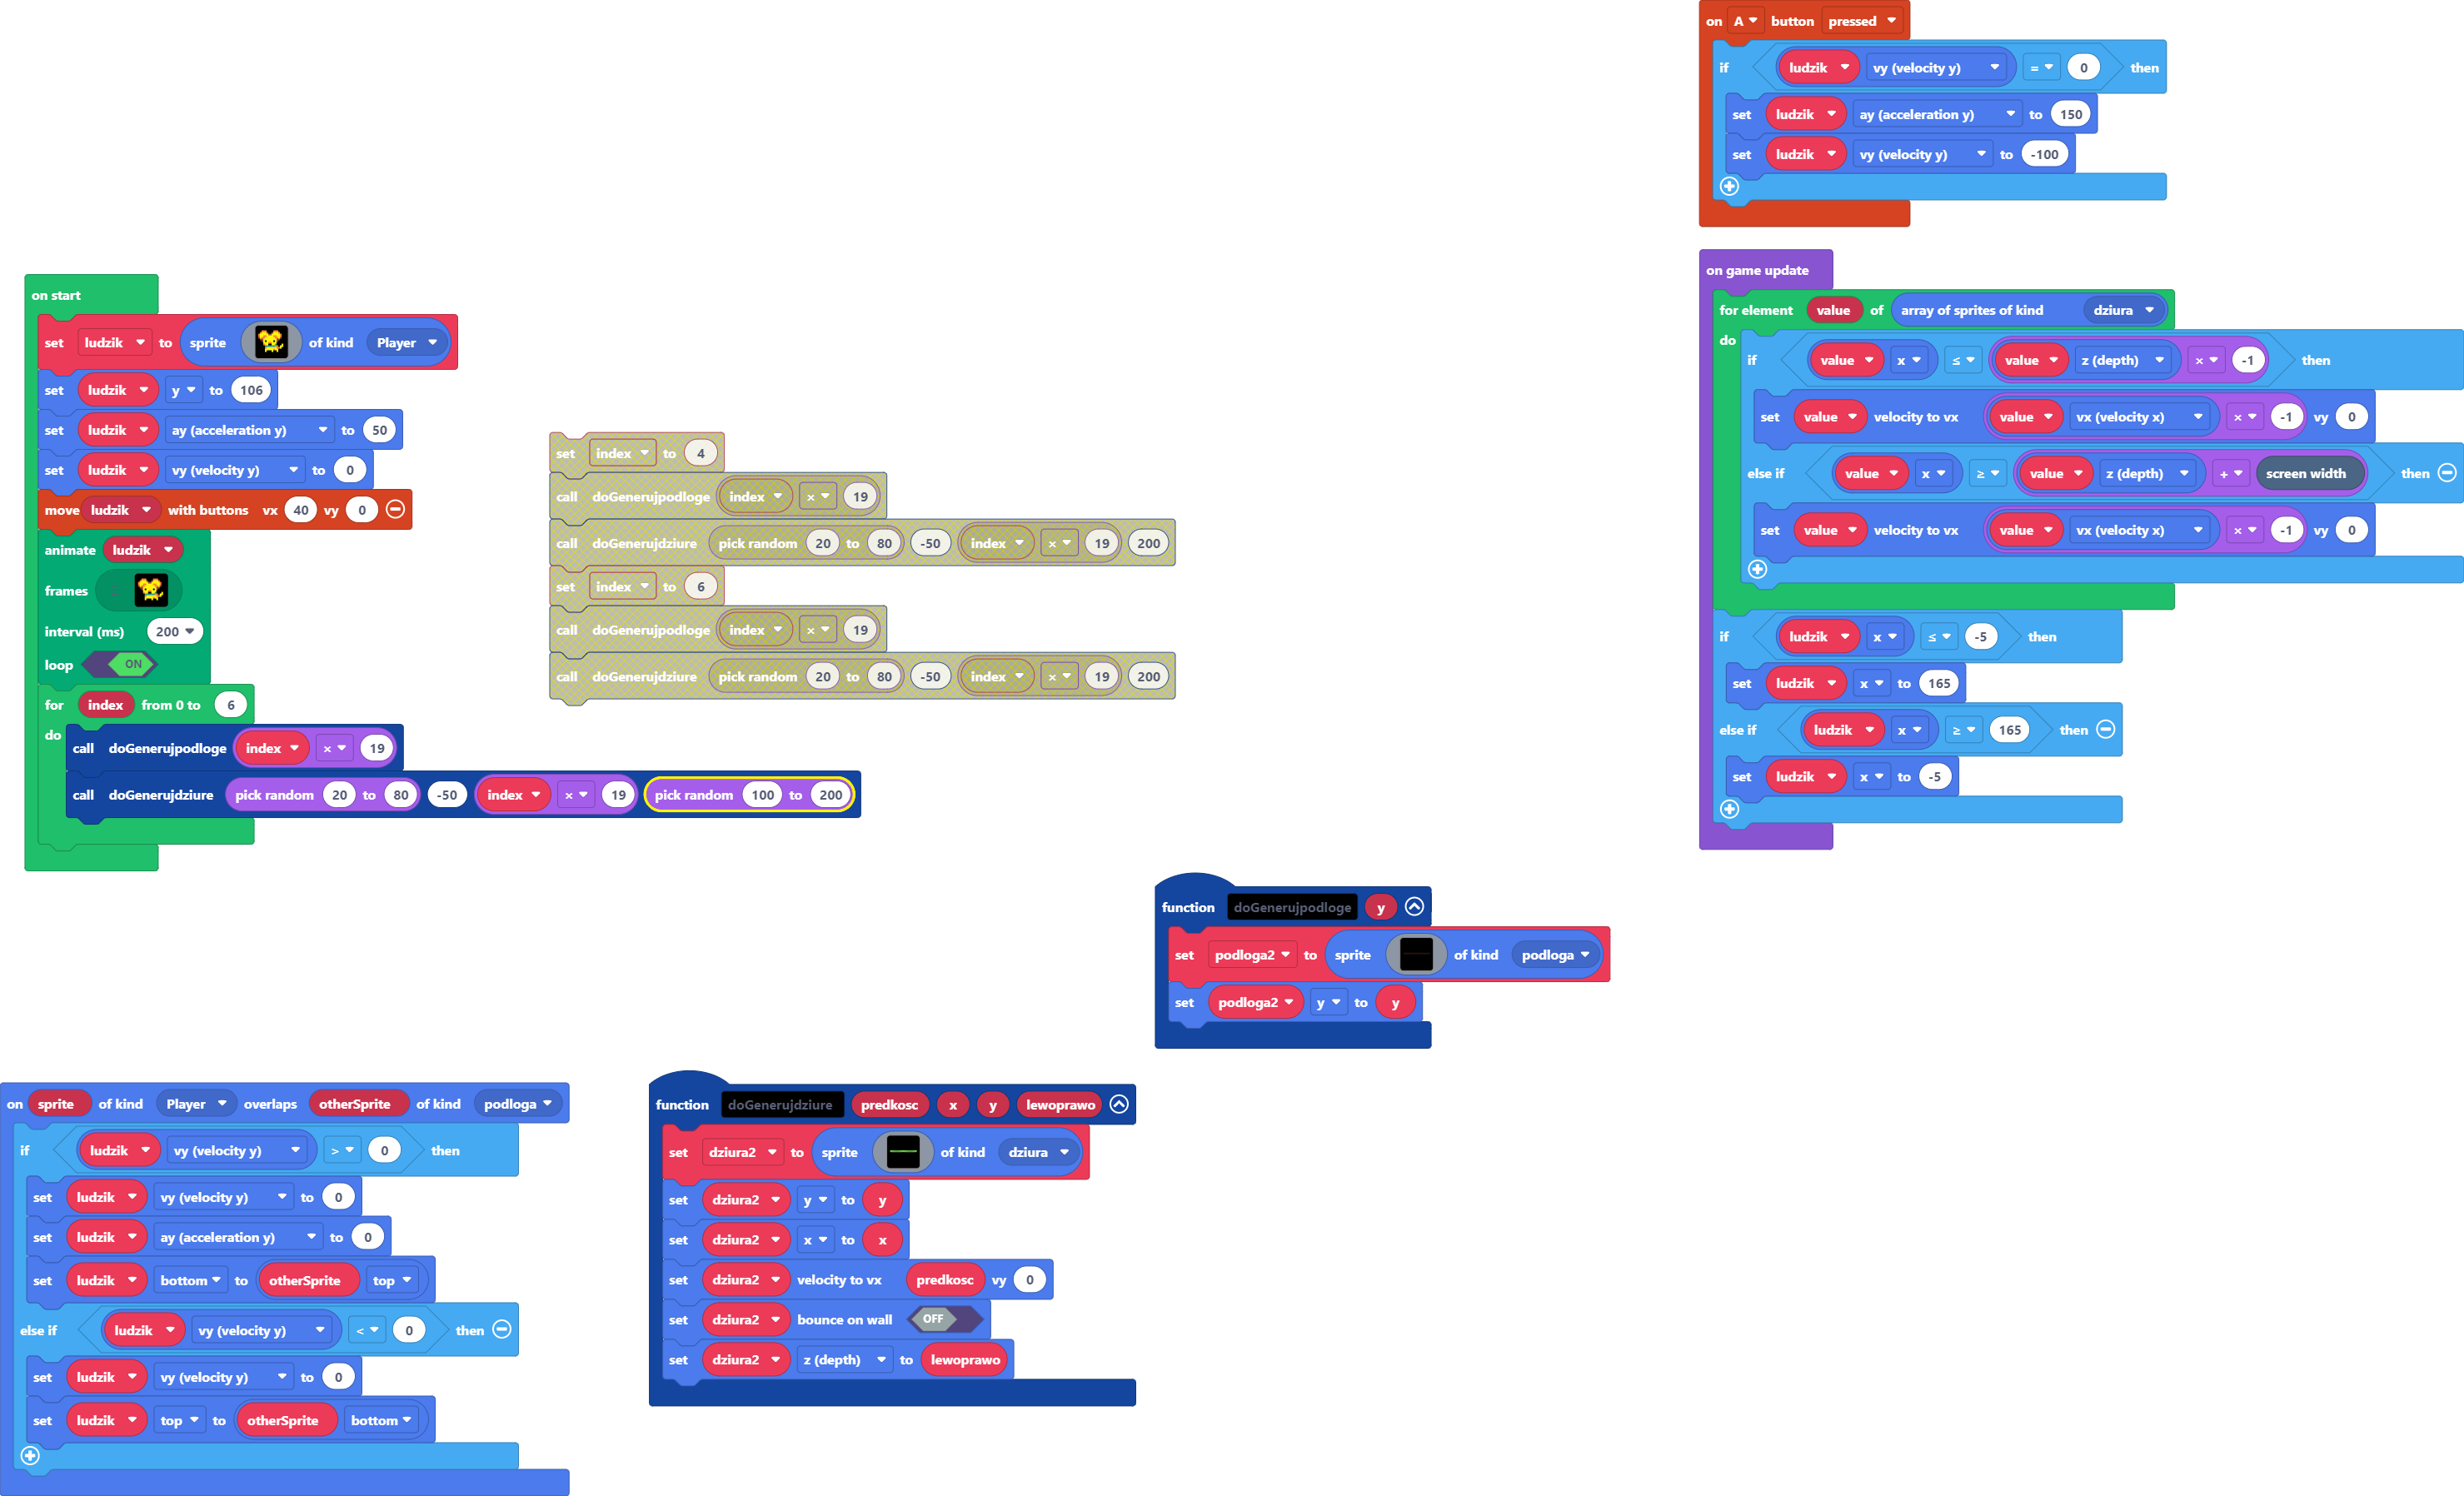 on A button pressed
if ludzik vy (velocity y) = 0 then
set ludzik ay (acceleration y) to 150
set ludzik vy (velocity y) to -100
on game update
for element value of array of sprites of kind dziura
do
if value x ≤ value z (depth) × -1 then
set value velocity to vx value vx (velocity x) × -1 vy 0
else if value x ≥ value z (depth) + screen width then
set value velocity to vx value vx (velocity x) × -1 vy 0
if ludzik x ≤ -5 then
set ludzik x to 165
else if ludzik x ≥ 165 then
set ludzik x to -5
on start
set ludzik to sprite of kind Player
set ludzik y to 106
set ludzik ay (acceleration y) to 50
set ludzik vy (velocity y) to 0
move ludzik with buttons vx 40 vy 0
animate ludzik
frames
interval (ms) 200
loop ON
for index from 0 to 6
do
call doGenerujpodloge index × 19
call doGenerujdziure pick random 20 to 80 -50 index × 19 pick random 100 to 200
set index to 4
call doGenerujpodloge index × 19
call doGenerujdziure pick random 20 to 80 -50 index × 19 200
set index to 6
call doGenerujpodloge index × 19
call doGenerujdziure pick random 20 to 80 -50 index × 19 200
function doGenerujpodloge y
set podloga2 to sprite of kind podloga
set podloga2 y to y
on sprite of kind Player overlaps otherSprite of kind podloga
if ludzik vy (velocity y) > 0 then
set ludzik vy (velocity y) to 0
set ludzik ay (acceleration y) to 0
set ludzik bottom to otherSprite top
else if ludzik vy (velocity y) < 0 then
set ludzik vy (velocity y) to 0
set ludzik top to otherSprite bottom
function doGenerujdziure predkosc x y lewoprawo
set dziura2 to sprite of kind dziura
set dziura2 y to y
set dziura2 x to x
set dziura2 velocity to vx predkosc vy 0
set dziura2 bounce on wall OFF
set dziura2 z (depth) to lewoprawo